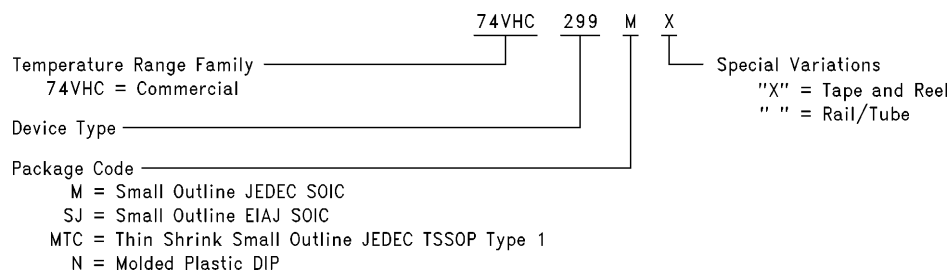 74VHC 299 M X
Temperature Range Family
74VHC = Commercial
Special Variations
"X" = Tape and Reel
" " = Rail/Tube
Device Type
Package Code
M = Small Outline JEDEC SOIC
SJ = Small Outline EIAJ SOIC
MTC = Thin Shrink Small Outline JEDEC TSSOP Type 1
N = Molded Plastic DIP